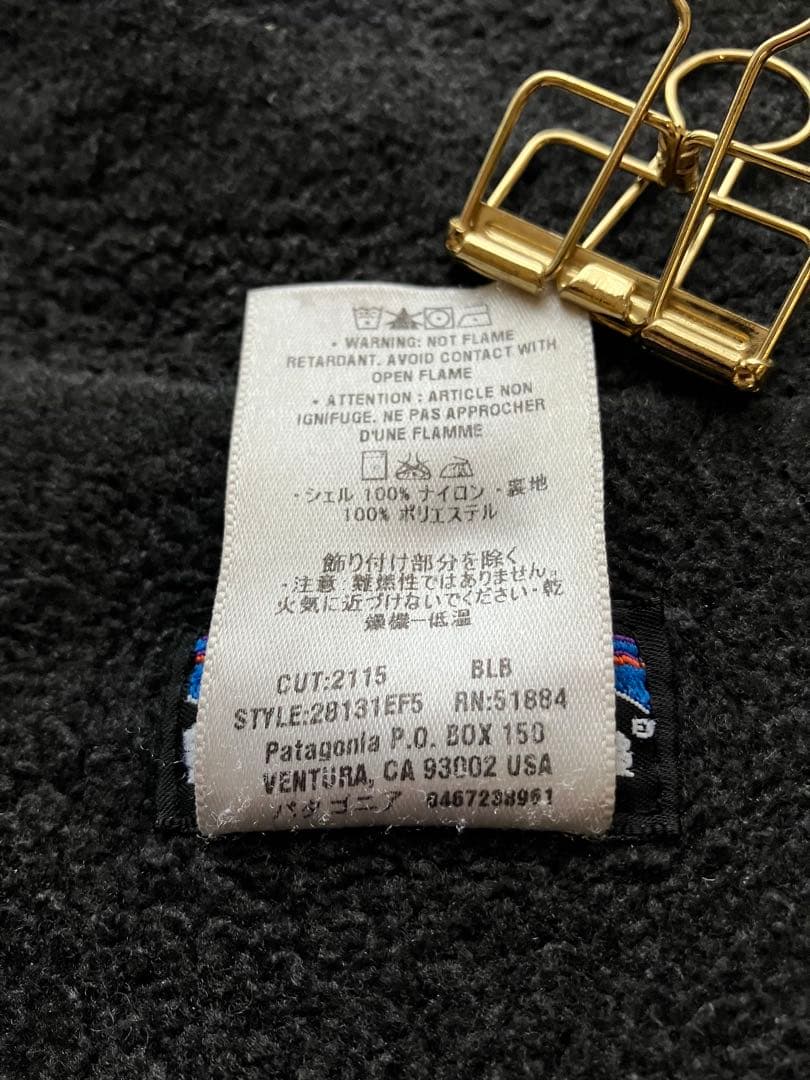 • WARNING: NOT FLAME
RETARDANT. AVOID CONTACT WITH
OPEN FLAME
• ATTENTION : ARTICLE NON
IGNIFUGE. NE PAS APPROCHER
D'UNE FLAMME
・シェル 100% ナイロン ・裏地
100% ポリエステル
飾り付け部分を除く
・注意 難燃性ではありません。
火気に近づけないでください・乾
燥機ー低温
CUT:2115 BLB
STYLE:28131EF5 RN:51884
Patagonia P.O. BOX 150
VENTURA, CA 93002 USA
パタゴニア 0467238961